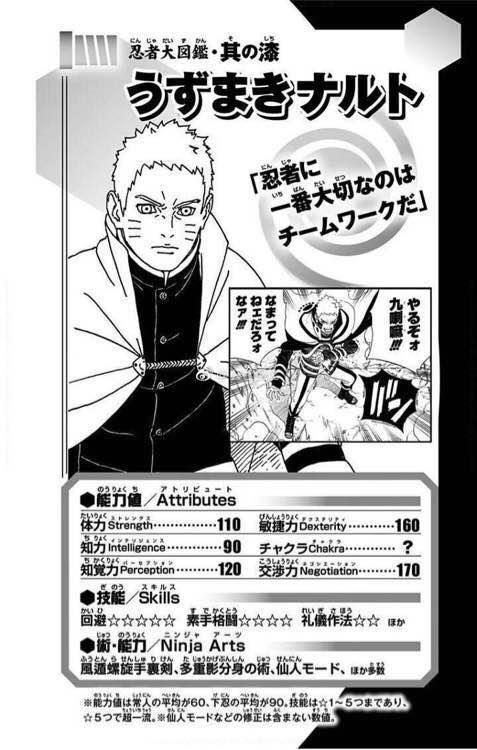 忍者大図鑑・其の漆
うずまきナルト
「忍者に
一番大切なのは
チームワークだ」
やるぞォ
九喇嘛!!!
なまって
ねェだろォ
なァ!!!
ボッ
能力値/Attributes
体力 Strength……………110
敏捷力 Dexterity…………160
知力 Intelligence…………90
チャクラ Chakra…………?
知覚力 Perception…………120
交渉力 Negotiation………170
技能/Skills
回避☆☆☆☆☆ 素手格闘☆☆☆☆ 礼儀作法☆☆ ほか
術・能力/Ninja Arts
風遁螺旋手裏剣、多重影分身の術、仙人モード、ほか多数
※能力値は常人の平均が60、下忍の平均が90。技能は☆1〜5つまであり、
☆5つで超一流。※仙人モードなどの修正は含まない数値。